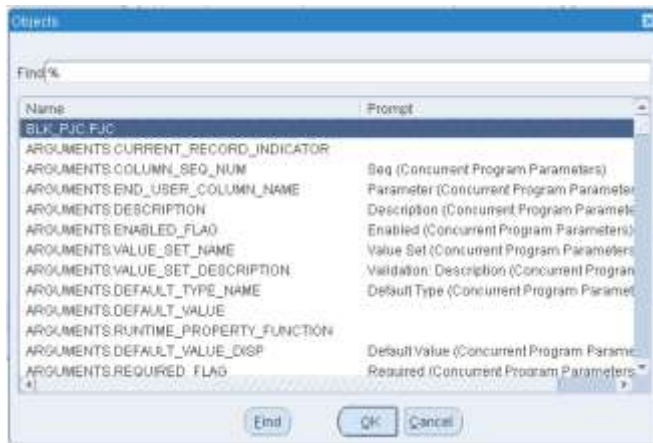 Objects
Find %
Name Prompt
BLK_PJC.PJC
ARGUMENTS.CURRENT_RECORD_INDICATOR
ARGUMENTS.COLUMN_SEQ_NUM Seq (Concurrent Program Parameters)
ARGUMENTS.END_USER_COLUMN_NAME Parameter (Concurrent Program Parameter
ARGUMENTS.DESCRIPTION Description (Concurrent Program Paramete
ARGUMENTS.ENABLED_FLAG Enabled (Concurrent Program Parameters)
ARGUMENTS.VALUE_SET_NAME Value Set (Concurrent Program Parameters
ARGUMENTS.VALUE_SET_DESCRIPTION Validation: Description (Concurrent Progran
ARGUMENTS.DEFAULT_TYPE_NAME Default Type (Concurrent Program Paramet
ARGUMENTS.DEFAULT_VALUE
ARGUMENTS.RUNTIME_PROPERTY_FUNCTION
ARGUMENTS.DEFAULT_VALUE_DISP Default Value (Concurrent Program Parame
ARGUMENTS.REQUIRED_FLAG Required (Concurrent Program Parameters
Find OK Cancel